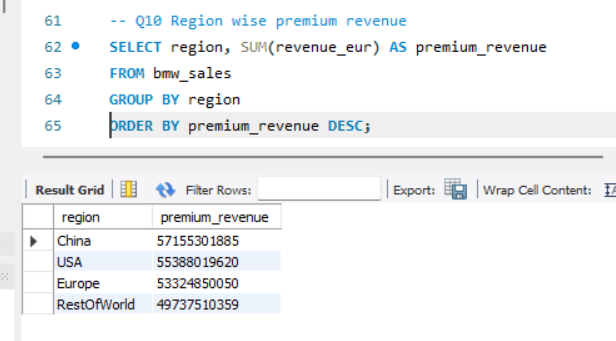 61 -- Q10 Region wise premium revenue
62 SELECT region, SUM(revenue_eur) AS premium_revenue
63 FROM bmw_sales
64 GROUP BY region
65 ORDER BY premium_revenue DESC;
Result Grid Filter Rows: Export: Wrap Cell Content:
region premium_revenue
China 57155301885
USA 55388019620
Europe 53324850050
RestOfWorld 49737510359